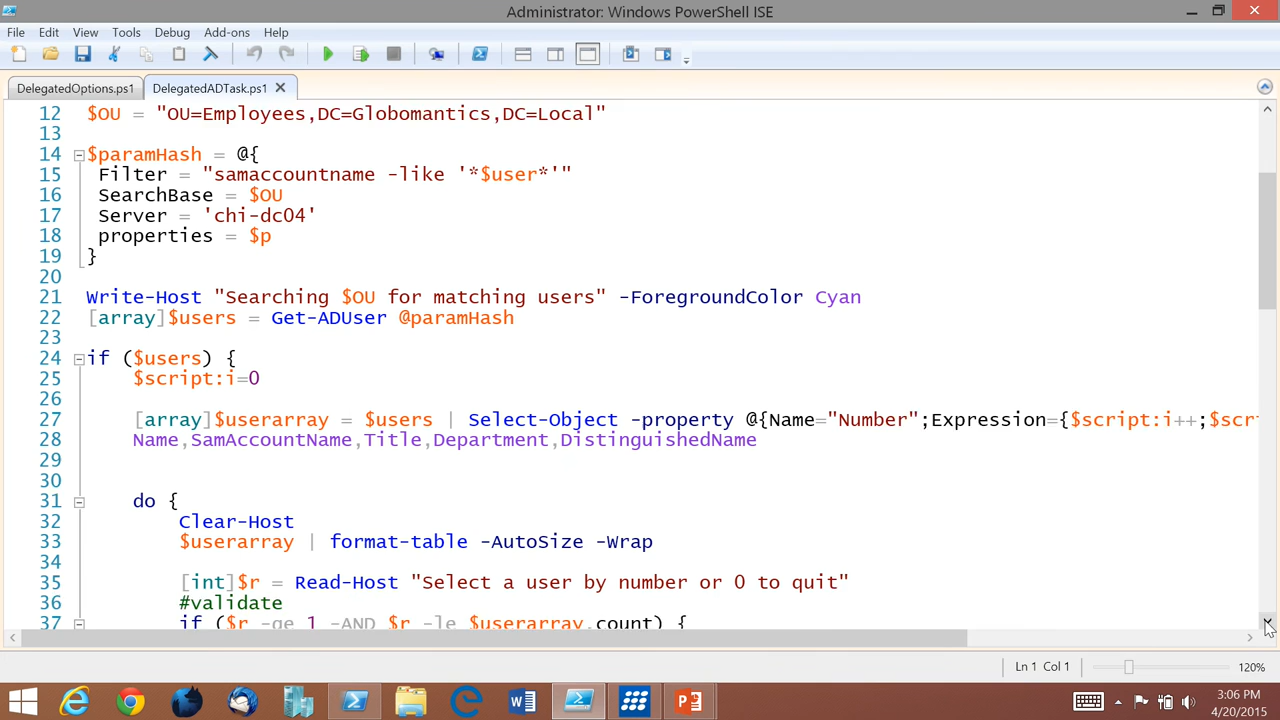 Administrator: Windows PowerShell ISE
File Edit View Tools Debug Add-ons Help
DelegatedOptions.ps1 DelegatedADTask.ps1
12 $OU = "OU=Employees,DC=Globomantics,DC=Local"
13
14 $paramHash = @{
15 Filter = "samaccountname -like '*$user*'"
16 SearchBase = $OU
17 Server = 'chi-dc04'
18 properties = $p
19 }
20
21 Write-Host "Searching $OU for matching users" -ForegroundColor Cyan
22 [array]$users = Get-ADUser @paramHash
23
24 if ($users) {
25 $script:i=0
26
27 [array]$userarray = $users | Select-Object -property @{Name="Number";Expression={$script:i++;$scr
28 Name,SamAccountName,Title,Department,DistinguishedName
29
30
31 do {
32 Clear-Host
33 $userarray | format-table -AutoSize -Wrap
34
35 [int]$r = Read-Host "Select a user by number or 0 to quit"
36 #validate
37 if ($r -ge 1 -AND $r -le $userarray.count) {
Ln 1 Col 1 120%
3:06 PM
4/20/2015